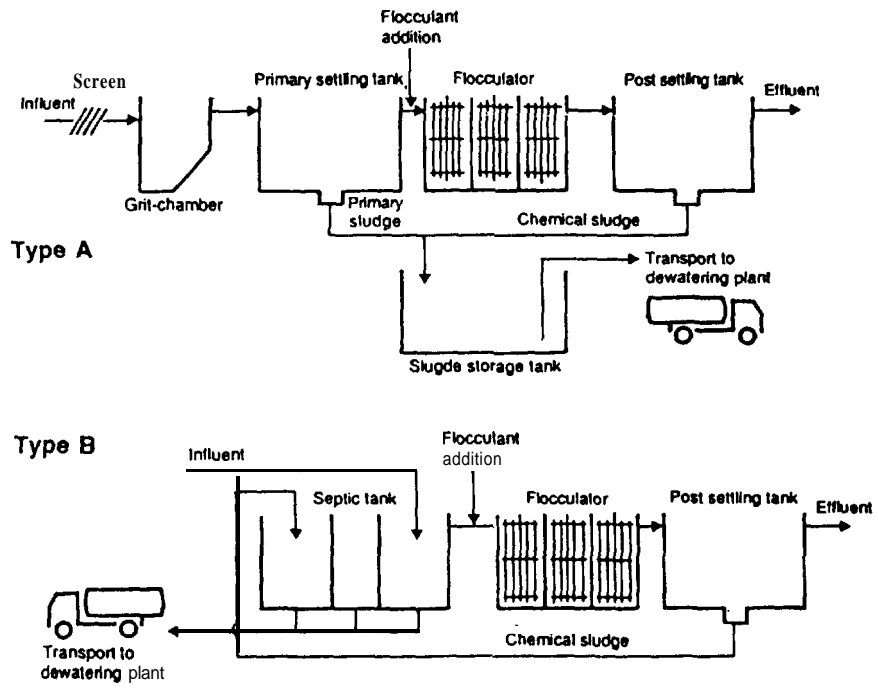 Flocculant
addition
Screen
Primary settling tank
Flocculator
Post settling tank
Influent
Effluent
Grit-chamber
Primary
sludge
Chemical sludge
Type A
Transport to
dewatering plant
Slugde storage tank
Type B
Flocculant
addition
Influent
Septic tank
Flocculator
Post settling tank
Effluent
Chemical sludge
Transport to
dewatering plant